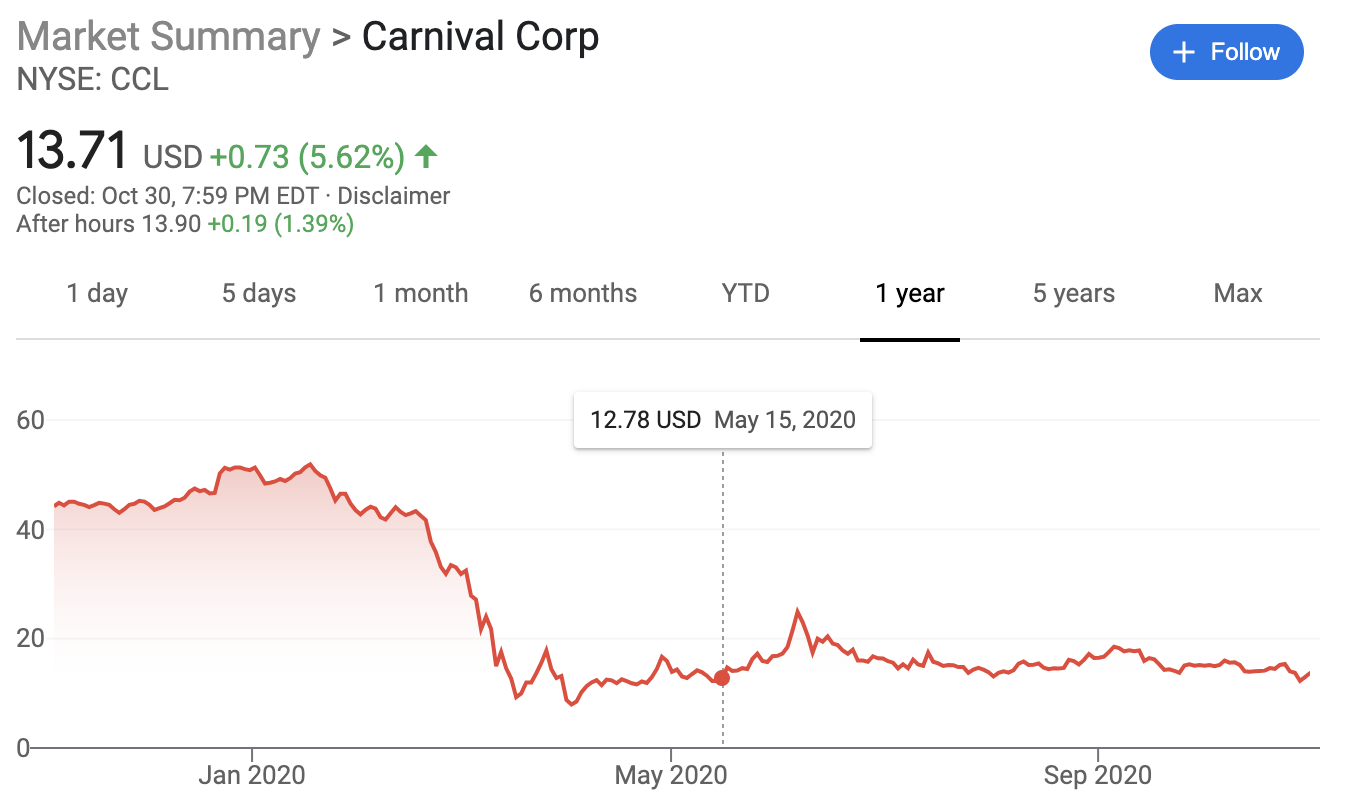 Market Summary > Carnival Corp
NYSE: CCL
+ Follow
13.71 USD +0.73 (5.62%) ↑
Closed: Oct 30, 7:59 PM EDT · Disclaimer
After hours 13.90 +0.19 (1.39%)
1 day 5 days 1 month 6 months YTD 1 year 5 years Max
12.78 USD May 15, 2020
60
40
20
0
Jan 2020 May 2020 Sep 2020